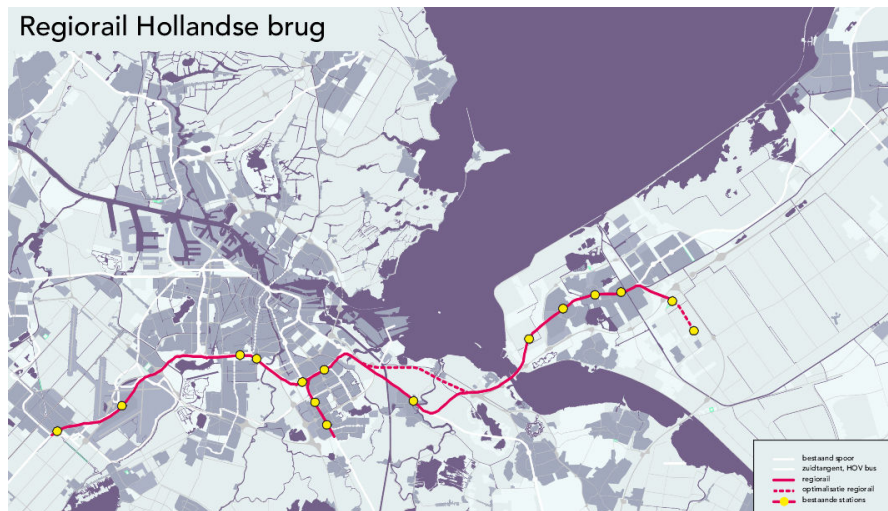 Regiorail Hollandse brug
bestaand spoor
zuidtangent, HOV bus
regiorail
optimalisatie regiorail
bestaande stations